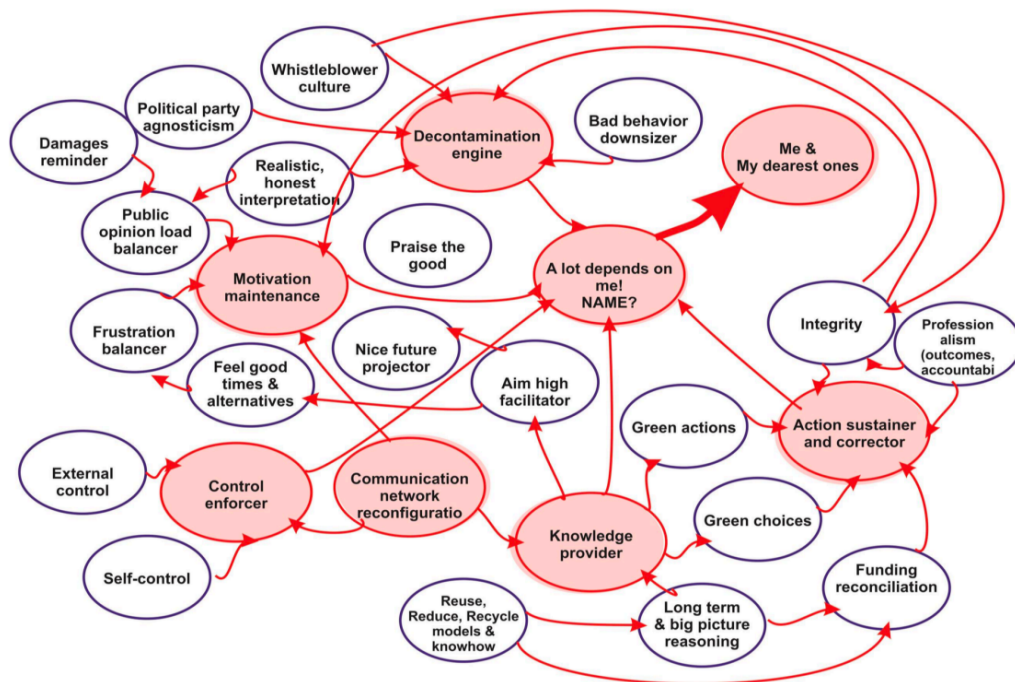 Whistleblower
culture
Political party
agnosticism
Damages
reminder
Decontamination
engine
Bad behavior
downsizer
Me &
My dearest ones
Realistic,
honest
interpretation
Public
opinion load
balancer
Praise the
good
A lot depends on
me!
NAME?
Motivation
maintenance
Integrity
Profession
alism
(outcomes,
accountabi
Frustration
balancer
Nice future
projector
Feel good
times &
alternatives
Aim high
facilitator
Green actions
Action sustainer
and corrector
External
control
Control
enforcer
Communication
network
reconfiguratio
Knowledge
provider
Green choices
Self-control
Funding
reconciliation
Reuse,
Reduce, Recycle
models &
knowhow
Long term
& big picture
reasoning